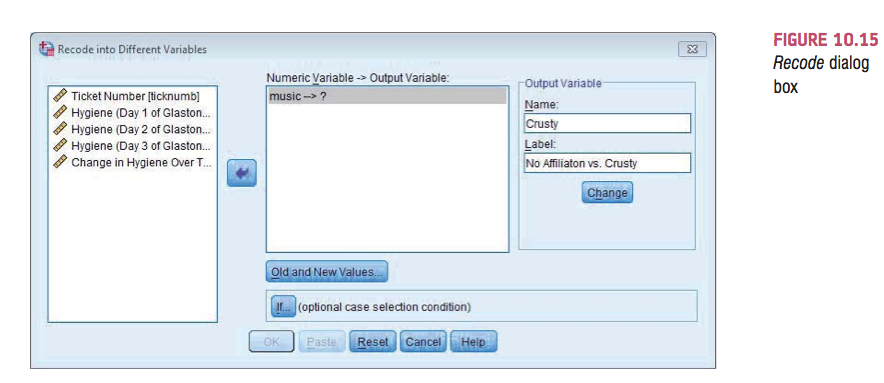 Recode into Different Variables
Ticket Number [ticknumb]
Hygiene (Day 1 of Glaston...
Hygiene (Day 2 of Glaston...
Hygiene (Day 3 of Glaston...
Change in Hygiene Over T...
Numeric Variable -> Output Variable:
music --> ?
Output Variable
Name:
Crusty
Label:
No Affiliaton vs. Crusty
Change
Old and New Values...
If... (optional case selection condition)
OK Paste Reset Cancel Help
FIGURE 10.15
Recode dialog
box